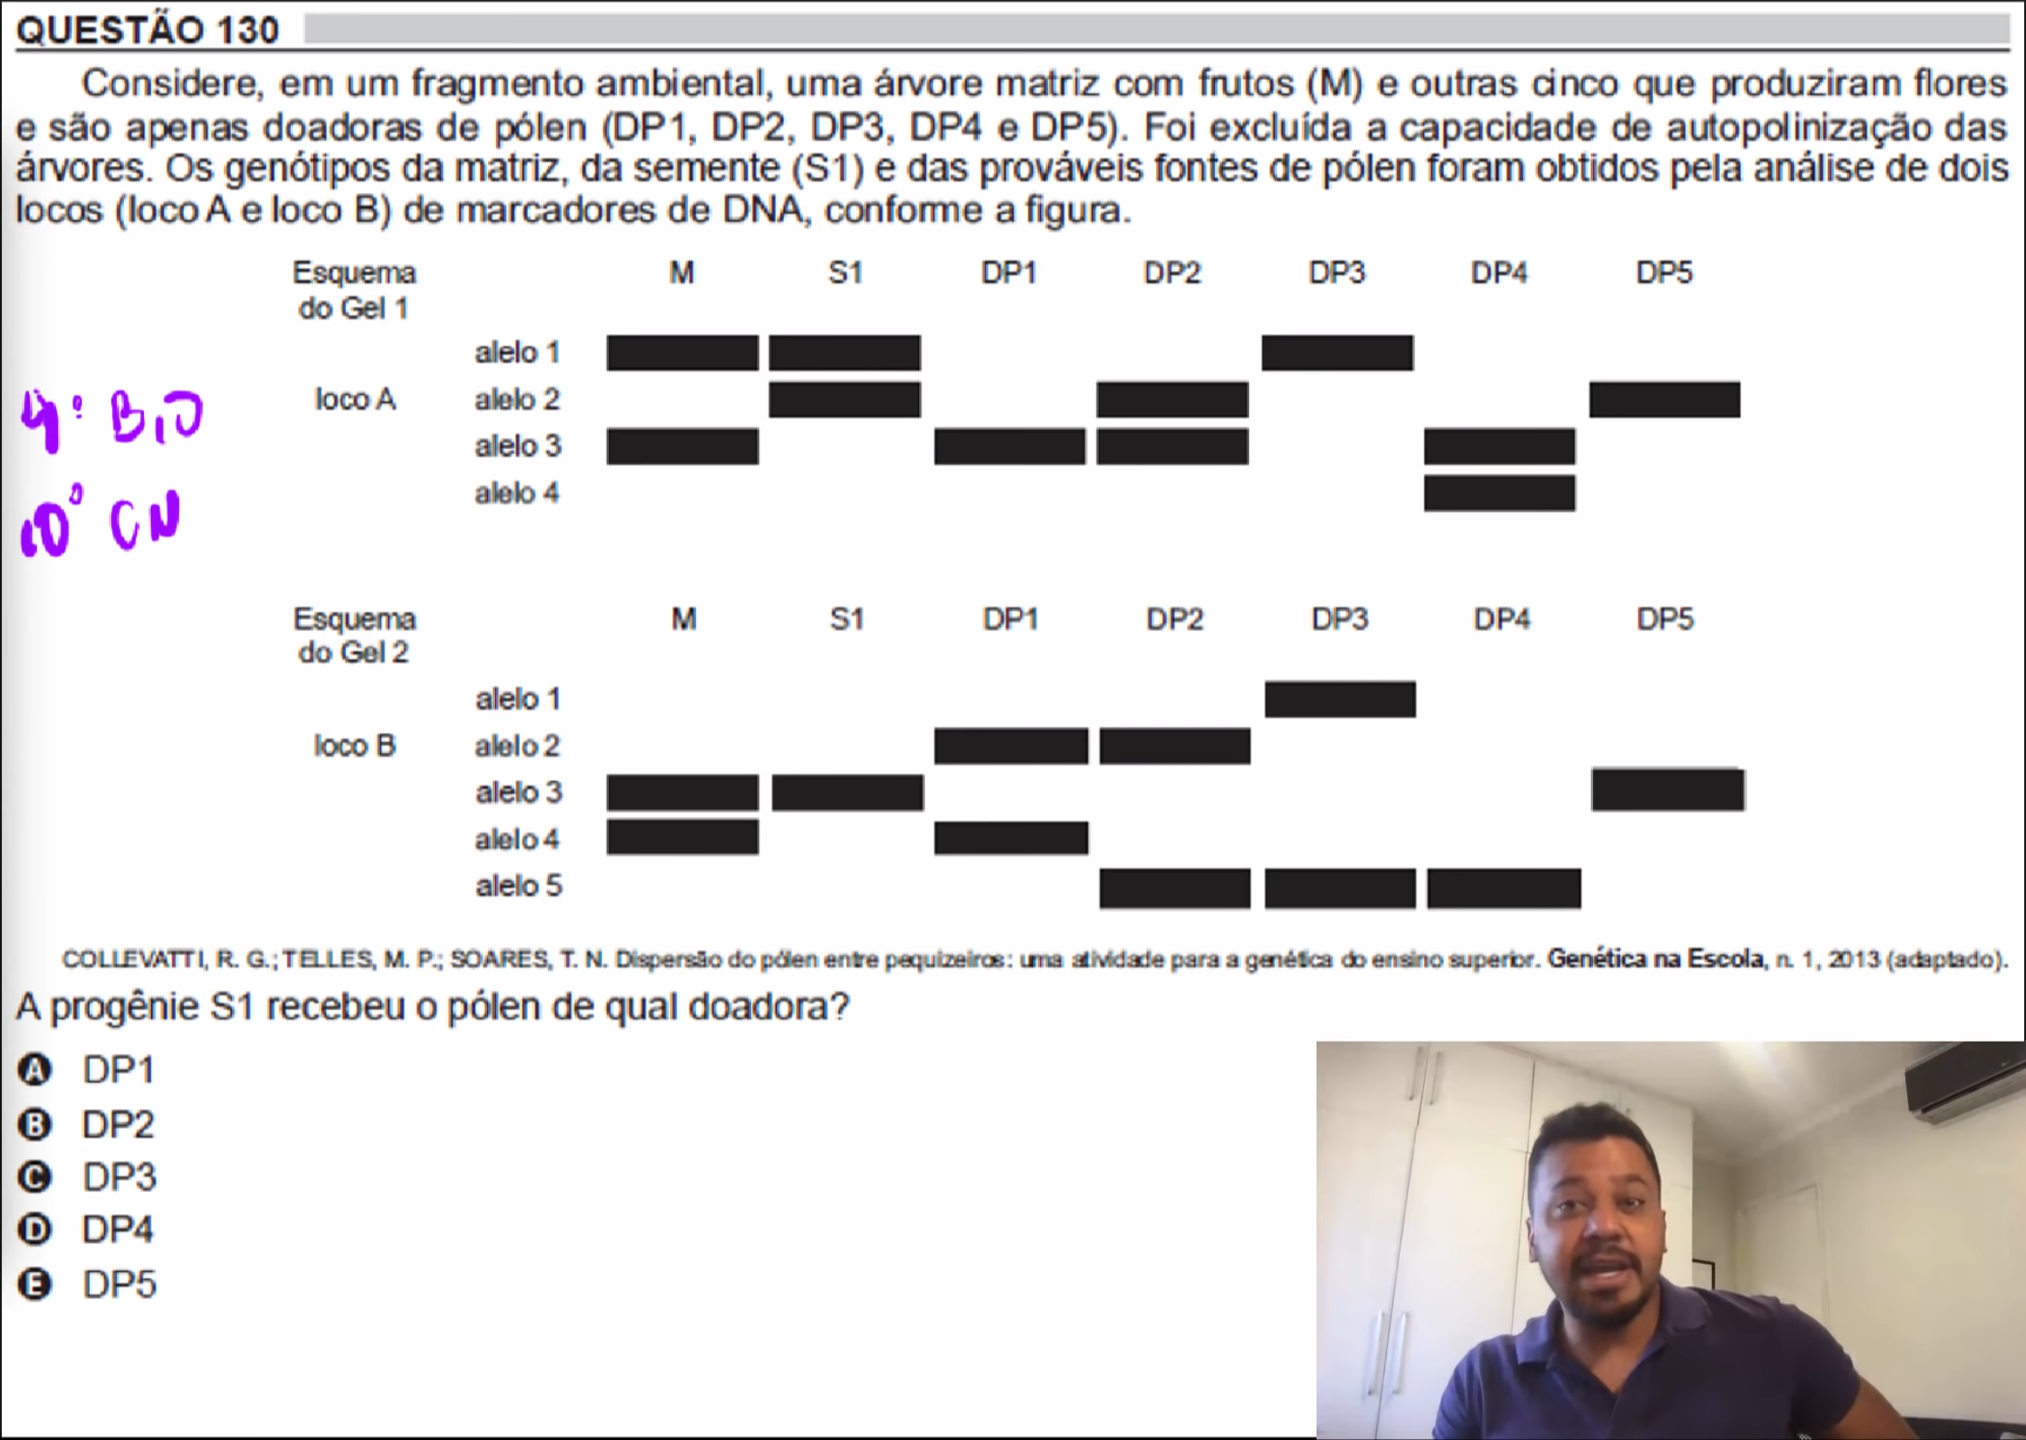 QUESTÃO 130
Considere, em um fragmento ambiental, uma árvore matriz com frutos (M) e outras cinco que produziram flores
e são apenas doadoras de pólen (DP1, DP2, DP3, DP4 e DP5). Foi excluída a capacidade de autopolinização das
árvores. Os genótipos da matriz, da semente (S1) e das prováveis fontes de pólen foram obtidos pela análise de dois
locos (loco A e loco B) de marcadores de DNA, conforme a figura.
Esquema do Gel 1 M S1 DP1 DP2 DP3 DP4 DP5
alelo 1
loco A alelo 2
alelo 3
alelo 4
4º BIO
10º CN
Esquema do Gel 2 M S1 DP1 DP2 DP3 DP4 DP5
alelo 1
loco B alelo 2
alelo 3
alelo 4
alelo 5
COLLEVATTI, R. G.; TELLES, M. P.; SOARES, T. N. Dispersão do pólen entre pequizeiros: uma atividade para a genética do ensino superior. Genética na Escola, n. 1, 2013 (adaptado).
A progênie S1 recebeu o pólen de qual doadora?
A DP1
B DP2
C DP3
D DP4
E DP5